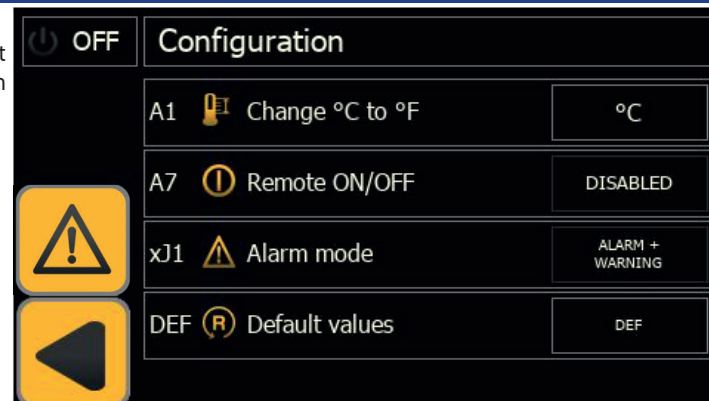 OFF Configuration
A1 Change °C to °F °C
A7 Remote ON/OFF DISABLED
xJ1 Alarm mode ALARM +
WARNING
DEF R Default values DEF